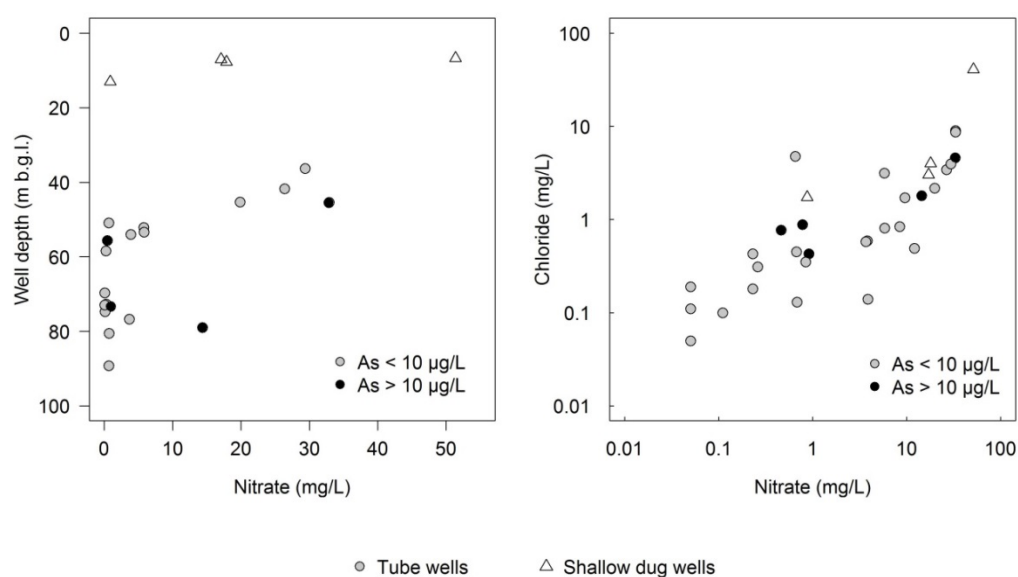 0
20
40
60
80
100
Well depth (m b.g.l.)
As < 10 µg/L
As > 10 µg/L
0 10 20 30 40 50
Nitrate (mg/L)
100
10
1
0.1
0.01
Chloride (mg/L)
As < 10 µg/L
As > 10 µg/L
0.01 0.1 1 10 100
Nitrate (mg/L)
Tube wells Shallow dug wells